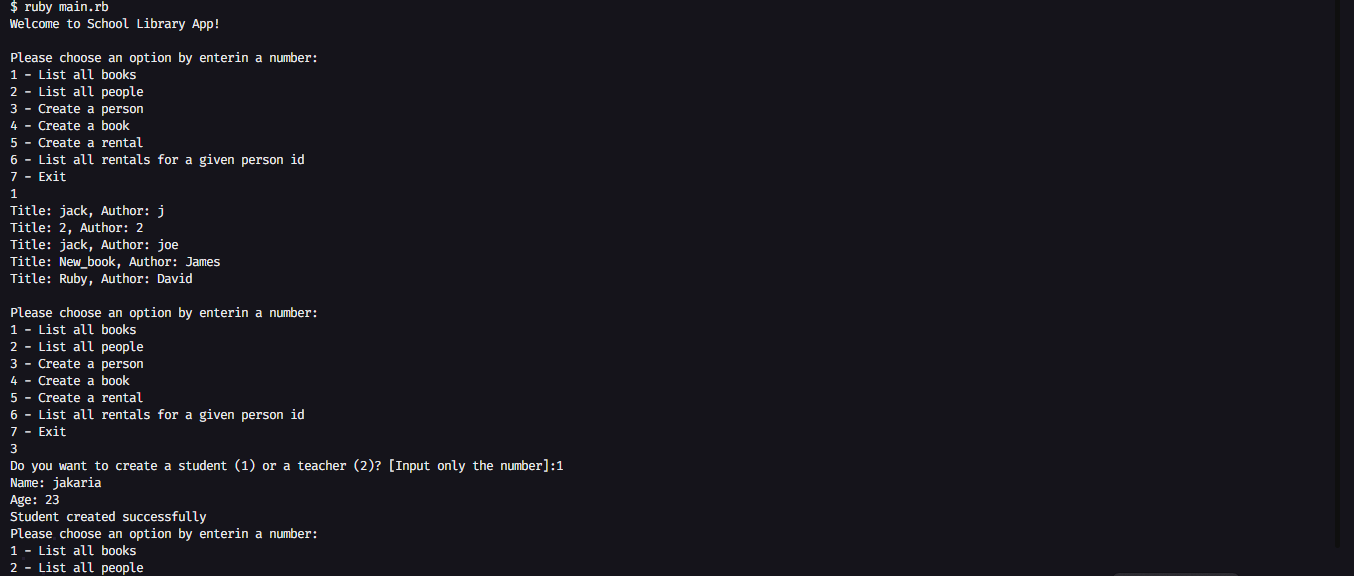 $ ruby main.rb
Welcome to School Library App!
Please choose an option by enterin a number:
1 - List all books
2 - List all people
3 - Create a person
4 - Create a book
5 - Create a rental
6 - List all rentals for a given person id
7 - Exit
1
Title: jack, Author: j
Title: 2, Author: 2
Title: jack, Author: joe
Title: New_book, Author: James
Title: Ruby, Author: David
Please choose an option by enterin a number:
1 - List all books
2 - List all people
3 - Create a person
4 - Create a book
5 - Create a rental
6 - List all rentals for a given person id
7 - Exit
3
Do you want to create a student (1) or a teacher (2)? [Input only the number]:1
Name: jakaria
Age: 23
Student created successfully
Please choose an option by enterin a number:
1 - List all books
2 - List all people